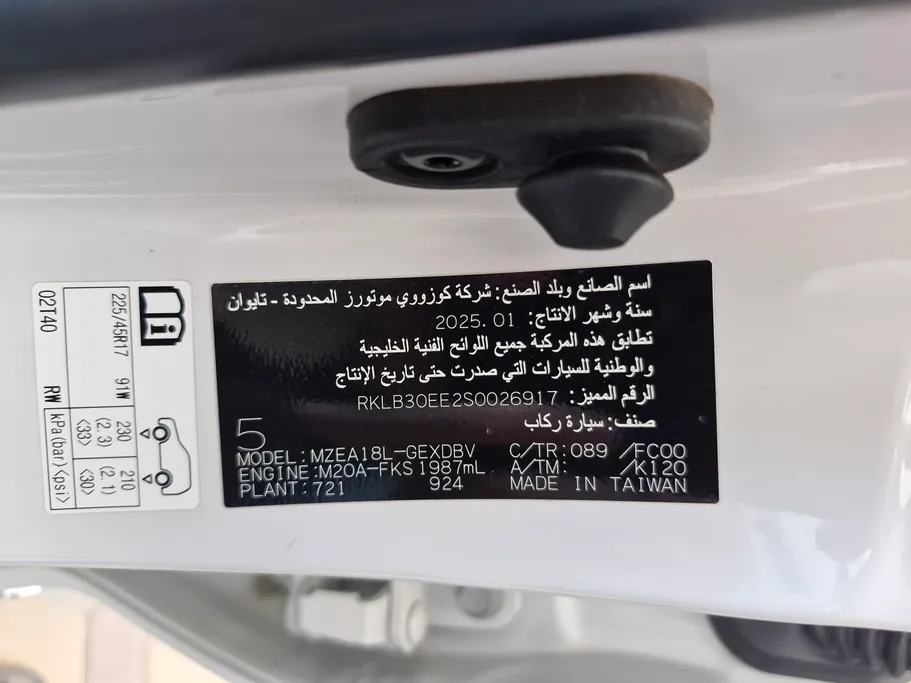 اسم الصانع وبلد الصنع: شركة كوزووي موتورز المحدودة - تايوان
سنة وشهر الانتاج: 2025.01
تطابق هذه المركبة جميع اللوائح الفنية الخليجية
والوطنية للسيارات التي صدرت حتى تاريخ الإنتاج
الرقم المميز: RKLB30EE2S0026917
صنف: سيارة ركاب
5
MODEL:MZEA18L-GEXDBV C/TR:089 /FC00
ENGINE:M20A-FKS 1987mL A/TM: /K120
PLANT:721 924 MADE IN TAIWAN
225/45R17 91W
230 (2.3) <33>
210 (2.1) <30>
kPa(bar)<psi>
02T40 RW